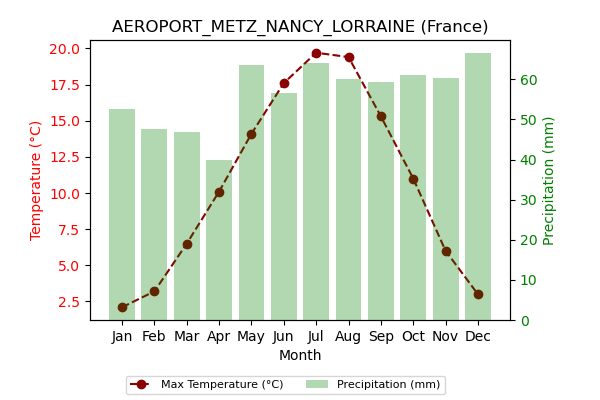 AEROPORT_METZ_NANCY_LORRAINE (France)
Temperature (°C)
20.0
17.5
15.0
12.5
10.0
7.5
5.0
2.5
60
50
40
30
20
10
0
Precipitation (mm)
Jan Feb Mar Apr May Jun Jul Aug Sep Oct Nov Dec
Month
Max Temperature (°C) Precipitation (mm)